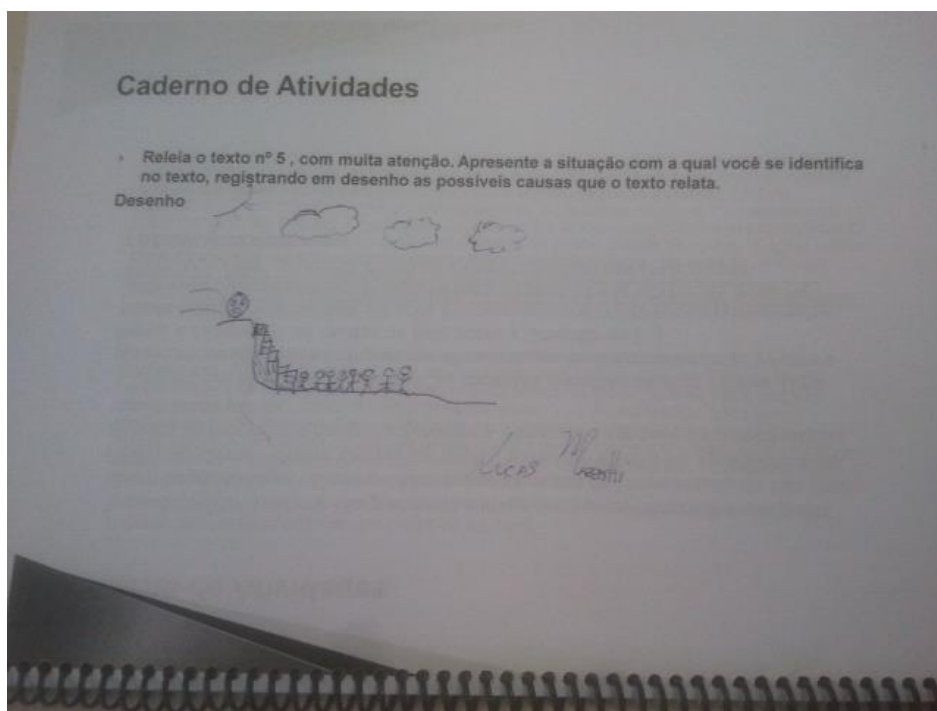 Caderno de Atividades
Releia o texto nº 5 , com muita atenção. Apresente a situação com a qual você se identifica
no texto, registrando em desenho as possíveis causas que o texto relata.
Desenho
Lucas